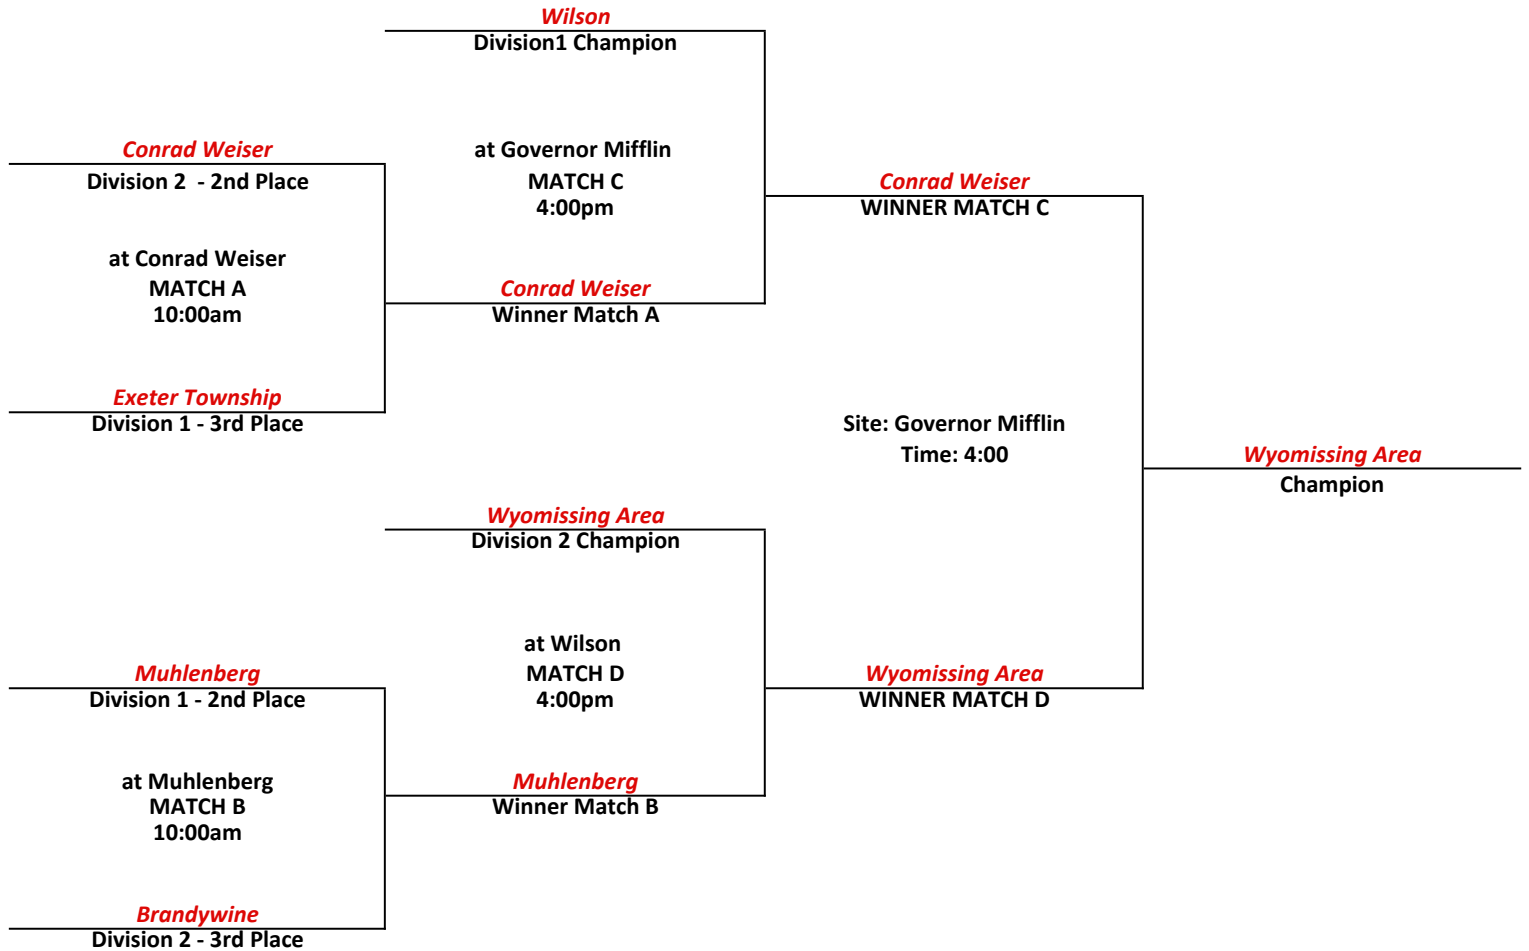 Wilson
Division1 Champion
Conrad Weiser
Division 2 - 2nd Place
at Governor Mifflin
MATCH C
4:00pm
Conrad Weiser
WINNER MATCH C
at Conrad Weiser
MATCH A
10:00am
Conrad Weiser
Winner Match A
Exeter Township
Division 1 - 3rd Place
Site: Governor Mifflin
Time: 4:00
Wyomissing Area
Champion
Wyomissing Area
Division 2 Champion
at Wilson
MATCH D
4:00pm
Muhlenberg
Division 1 - 2nd Place
Wyomissing Area
WINNER MATCH D
at Muhlenberg
MATCH B
10:00am
Muhlenberg
Winner Match B
Brandywine
Division 2 - 3rd Place